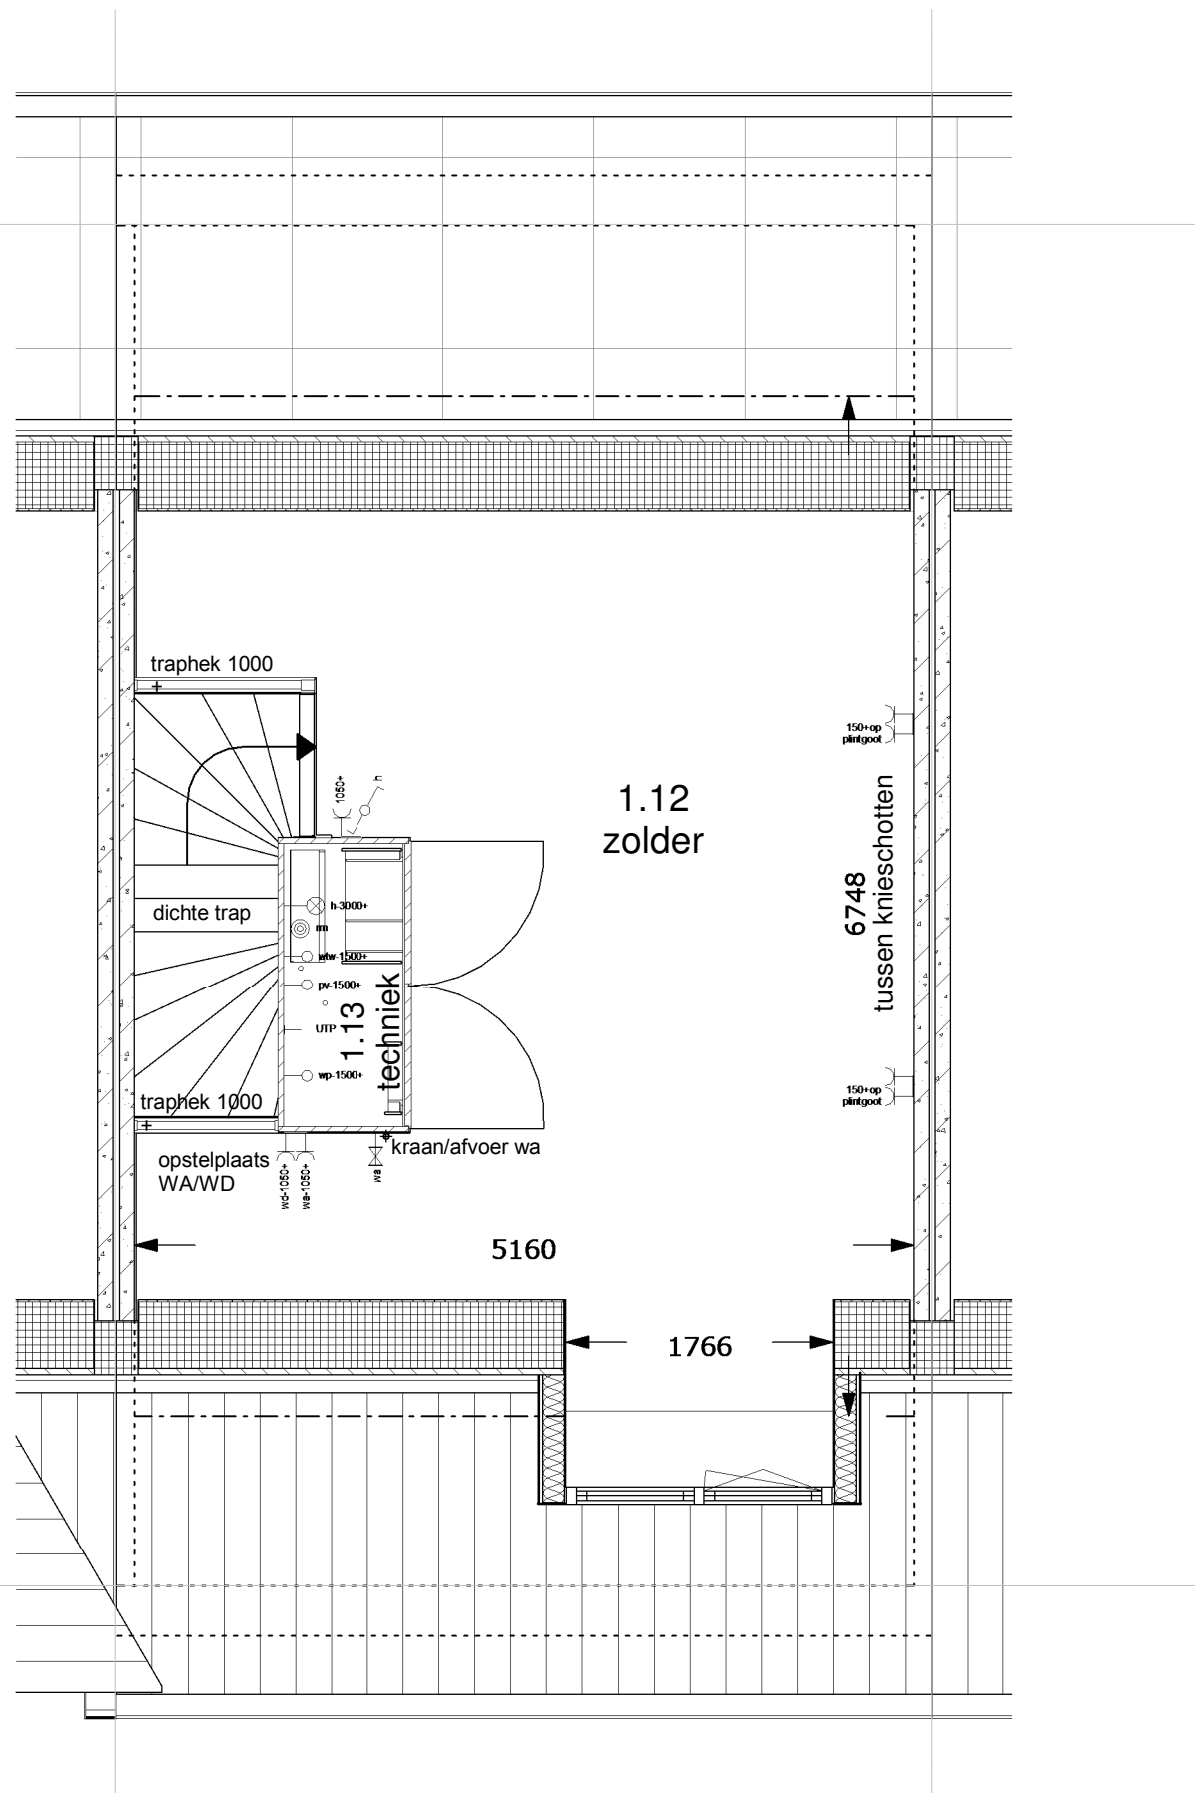 traphek 1000
150+op
plintgoot
1050+
h
1.12
zolder
6748
tussen knieschotten
dichte trap
h-3000+
rm
wtw-1500+
pv-1500+
UTP
1.13
techniek
wp-1500+
150+op
plintgoot
traphek 1000
kraan/afvoer wa
opstelplaats
WA/WD
wd-1050+
wa-1050+
wa
5160
1766